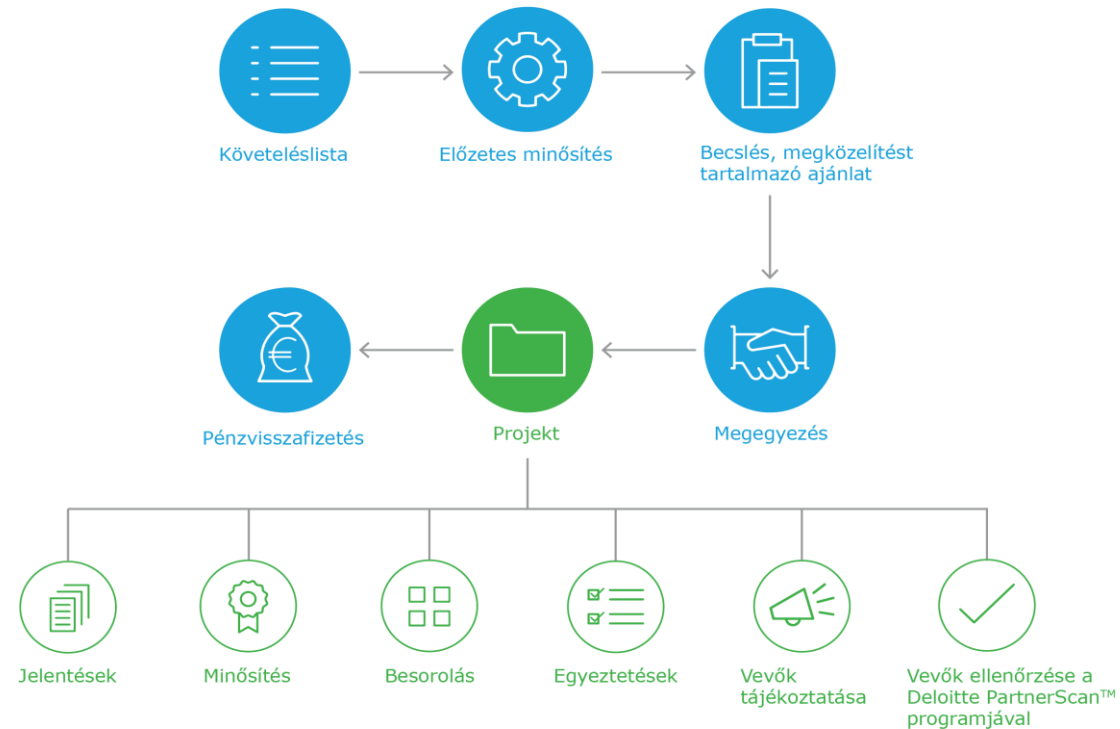 Követeléslista
Előzetes minősítés
Becslés, megközelítést
tartalmazó ajánlat
Pénzvisszafizetés
Projekt
Megegyezés
Jelentések
Minősítés
Besorolás
Egyeztetések
Vevők
tájékoztatása
Vevők ellenőrzése a
Deloitte PartnerScan™
programjával